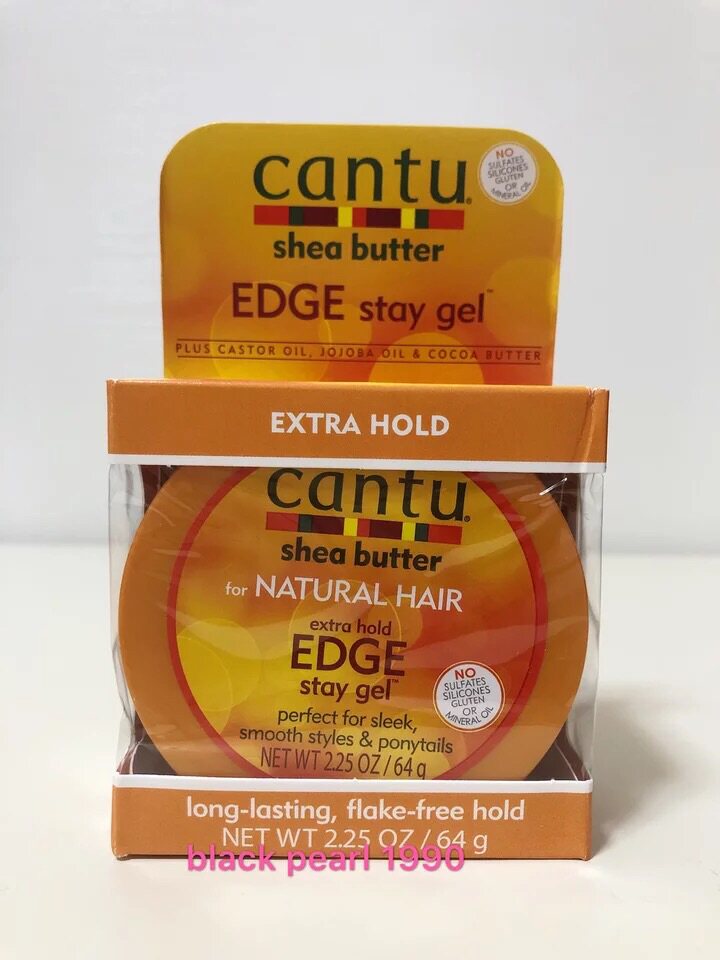 cantu®
NO
SULFATES
SILICONES
GLUTEN
OR
MINERAL OIL
shea butter
EDGE stay gel™
PLUS CASTOR OIL, JOJOBA OIL & COCOA BUTTER
EXTRA HOLD
cantu®
shea butter
for NATURAL HAIR
extra hold
EDGE
stay gel™
NO
SULFATES
SILICONES
GLUTEN
OR
MINERAL OIL
perfect for sleek,
smooth styles & ponytails
NET WT 2.25 OZ / 64 g
long-lasting, flake-free hold
NET WT 2.25 OZ / 64 g
black pearl 1990